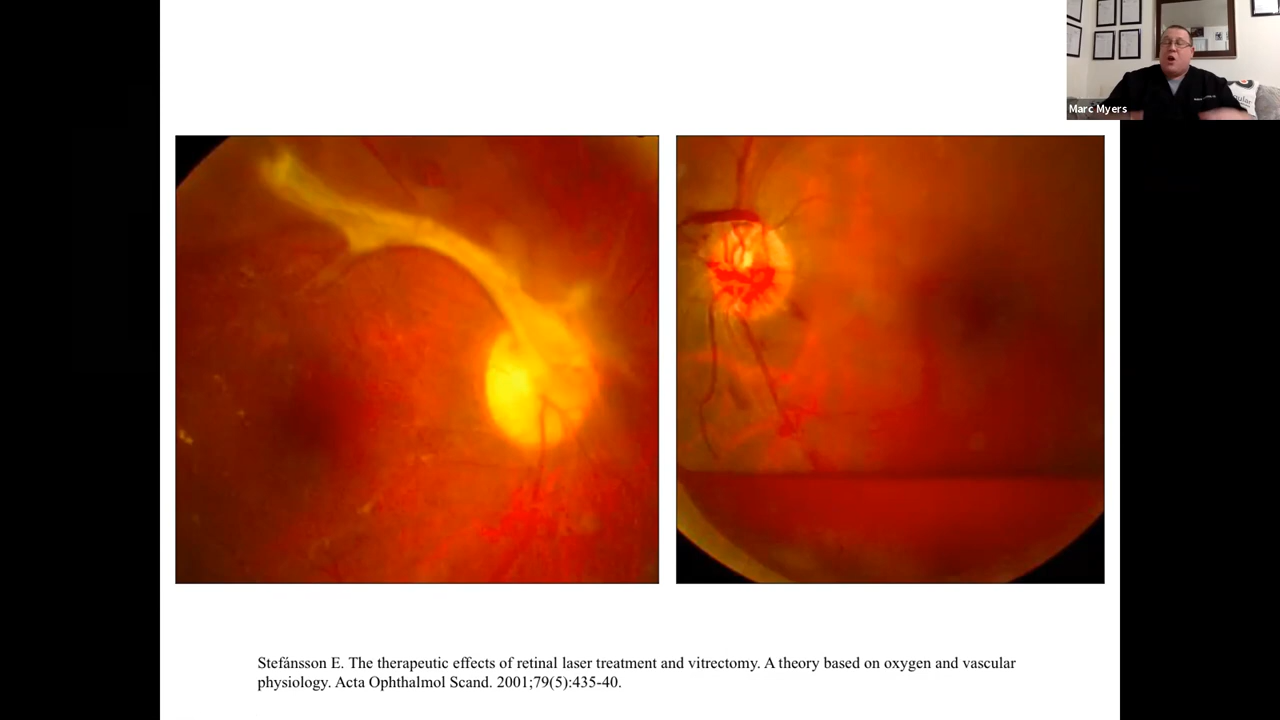 Marc Myers
Stefánsson E. The therapeutic effects of retinal laser treatment and vitrectomy. A theory based on oxygen and vascular
physiology. Acta Ophthalmol Scand. 2001;79(5):435-40.